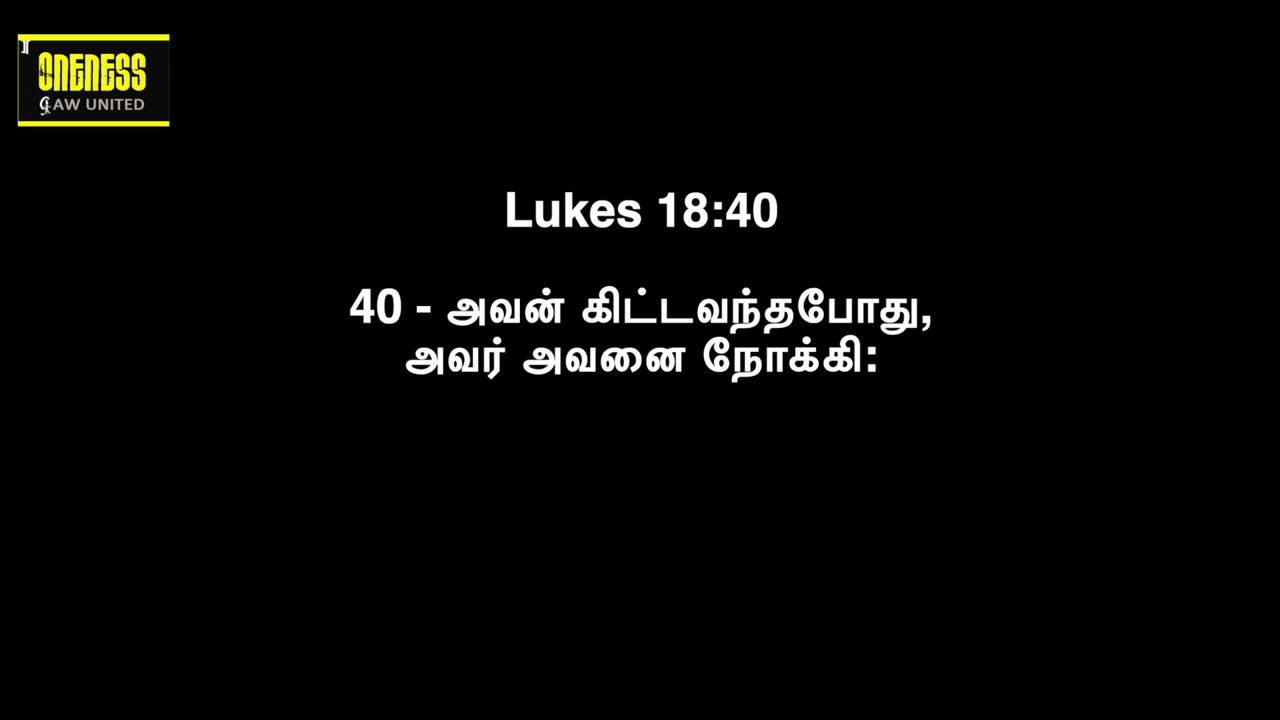 ONENESS
LAW UNITED
Lukes 18:40
40 - அவன் கிட்டவந்தபோது,
அவர் அவனை நோக்கி: